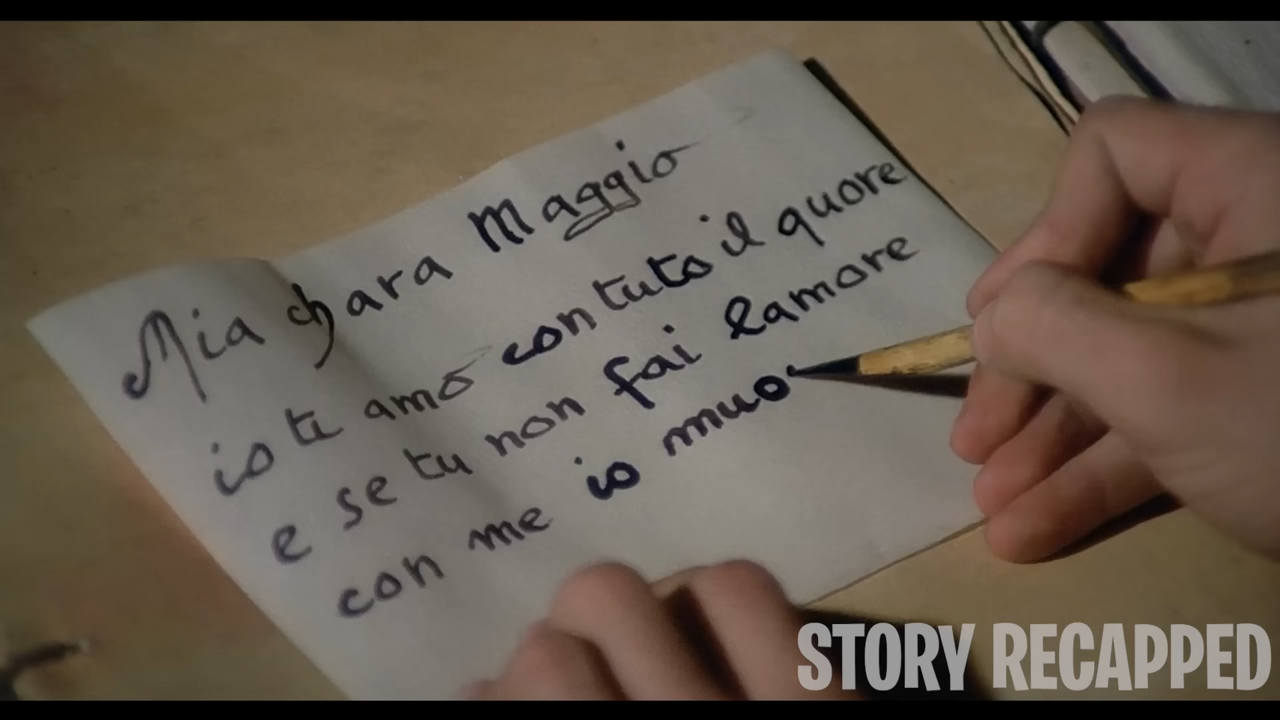 Mia chara Maggio
io te amo con tuto il quore
e se tu non fai lamore
con me io muo
STORY RECAPPED